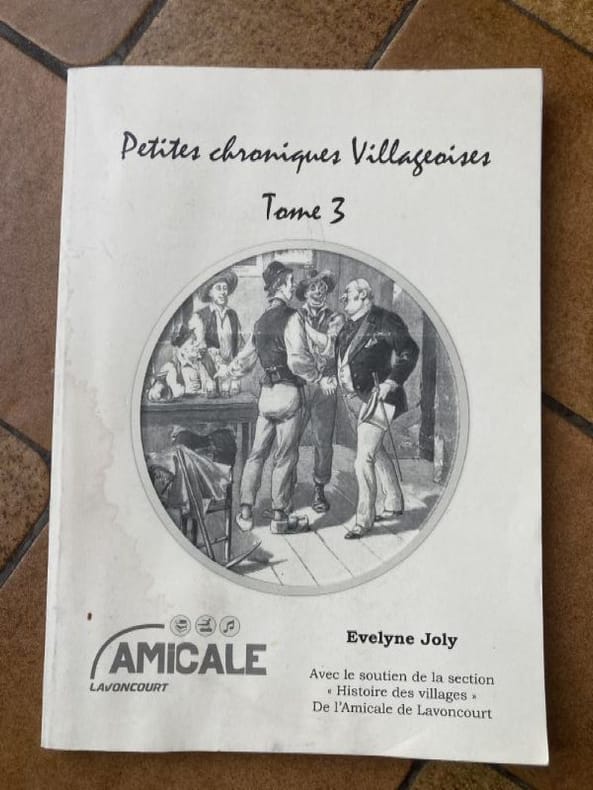 Petites chroniques Villageoises
Tome 3
AMiCALE
LAVONCOURT
Evelyne Joly
Avec le soutien de la section
« Histoire des villages »
De l'Amicale de Lavoncourt